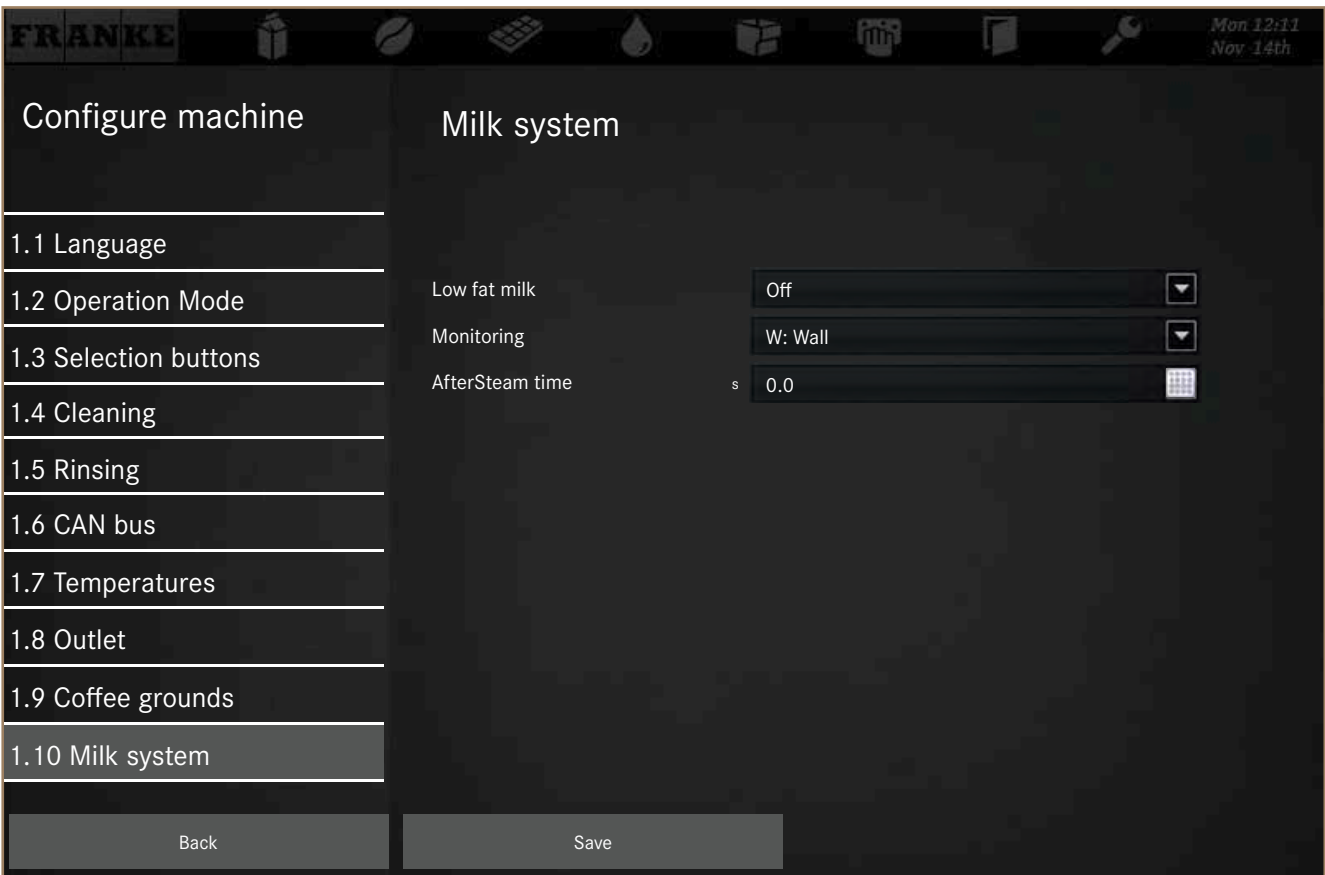 FRANKE
Mon 12:11
Nov 14th
Configure machine
1.1 Language
1.2 Operation Mode
1.3 Selection buttons
1.4 Cleaning
1.5 Rinsing
1.6 CAN bus
1.7 Temperatures
1.8 Outlet
1.9 Coffee grounds
1.10 Milk system
Back
Milk system
Low fat milk Off
Monitoring W: Wall
AfterSteam time s 0.0
Save